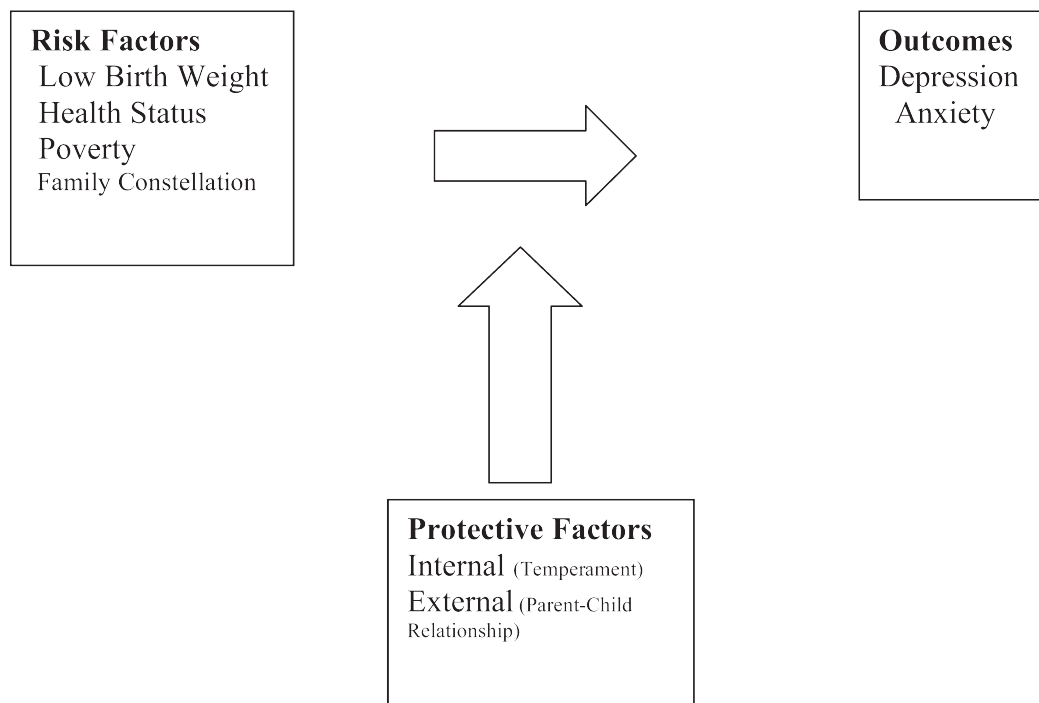 Risk Factors
Low Birth Weight
Health Status
Poverty
Family Constellation
Outcomes
Depression
Anxiety
Protective Factors
Internal (Temperament)
External (Parent-Child
Relationship)